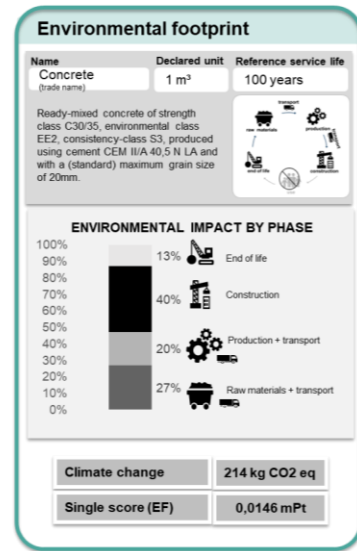 Environmental footprint
Name
Declared unit
Reference service life
Concrete
(trade name)
1 m³
100 years
Ready-mixed concrete of strength
class C30/35, environmental class
EE2, consistency-class S3, produced
using cement CEM II/A 40,5 N LA and
with a (standard) maximum grain size
of 20mm.
transport
raw materials
production
end of life
construction
ENVIRONMENTAL IMPACT BY PHASE
100%
90%
80%
70%
60%
50%
40%
30%
20%
10%
0%
13%
End of life
40%
Construction
20%
Production + transport
27%
Raw materials + transport
Climate change
214 kg CO2 eq
Single score (EF)
0,0146 mPt